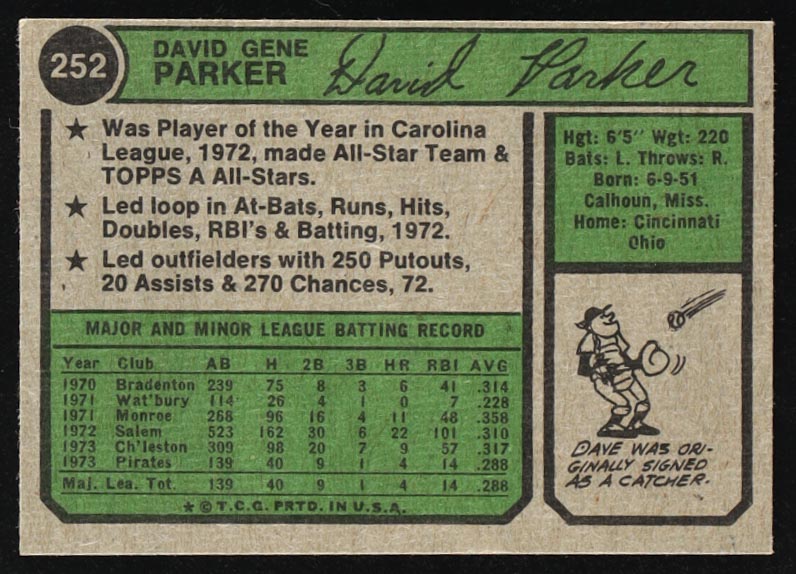 252
DAVID GENE
PARKER
David Parker
★ Was Player of the Year in Carolina
League, 1972, made All-Star Team &
TOPPS A All-Stars.
★ Led loop in At-Bats, Runs, Hits,
Doubles, RBI's & Batting, 1972.
★ Led outfielders with 250 Putouts,
20 Assists & 270 Chances, 72.
Hgt: 6'5" Wgt: 220
Bats: L. Throws: R.
Born: 6-9-51
Calhoun, Miss.
Home: Cincinnati
Ohio
MAJOR AND MINOR LEAGUE BATTING RECORD
Year Club AB H 2B 3B HR RBI AVG
1970 Bradenton 239 75 8 3 6 41 .314
1971 Wat'bury 114 26 4 1 0 7 .228
1971 Monroe 268 96 16 4 11 48 .358
1972 Salem 523 162 30 6 22 101 .310
1973 Ch'leston 309 98 20 7 9 57 .317
1973 Pirates 139 40 9 1 4 14 .288
Maj. Lea. Tot. 139 40 9 1 4 14 .288
★ © T.C.G. PRTD. IN U.S.A.
DAVE WAS ORI-
GINALLY SIGNED
AS A CATCHER.